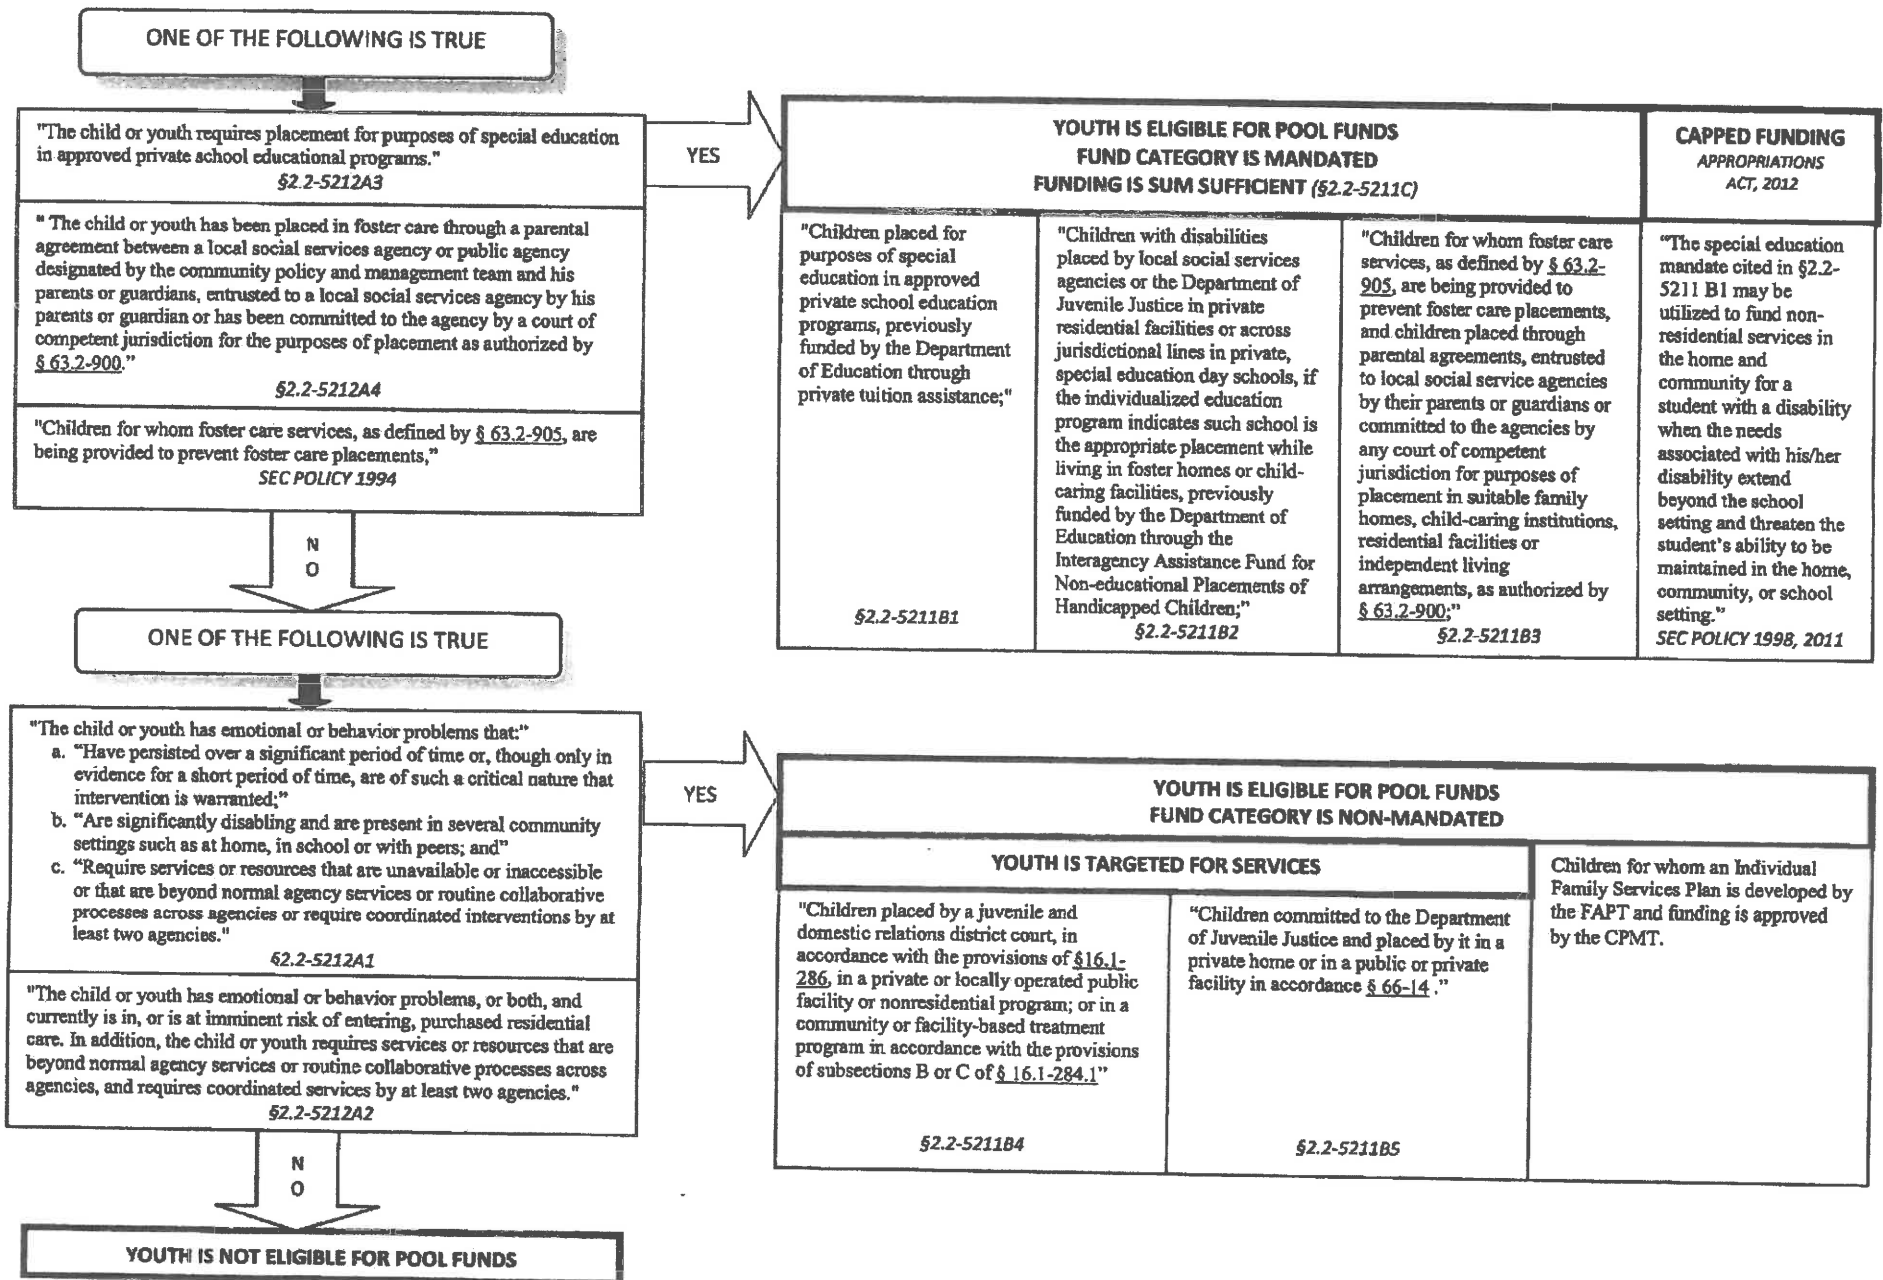 ONE OF THE FOLLOWING IS TRUE
"The child or youth requires placement for purposes of special education
in approved private school educational programs."
§2.2-5212A3
" The child or youth has been placed in foster care through a parental
agreement between a local social services agency or public agency
designated by the community policy and management team and his
parents or guardians, entrusted to a local social services agency by his
parents or guardian or has been committed to the agency by a court of
competent jurisdiction for the purposes of placement as authorized by
§ 63.2-900."
§2.2-5212A4
"Children for whom foster care services, as defined by § 63.2-905, are
being provided to prevent foster care placements,"
SEC POLICY 1994
YES
YOUTH IS ELIGIBLE FOR POOL FUNDS
FUND CATEGORY IS MANDATED
FUNDING IS SUM SUFFICIENT (§2.2-5211C)
CAPPED FUNDING
APPROPRIATIONS
ACT, 2012
"Children placed for
purposes of special
education in approved
private school education
programs, previously
funded by the Department
of Education through
private tuition assistance;"
§2.2-5211B1
"Children with disabilities
placed by local social services
agencies or the Department of
Juvenile Justice in private
residential facilities or across
jurisdictional lines in private,
special education day schools, if
the individualized education
program indicates such school is
the appropriate placement while
living in foster homes or child-
caring facilities, previously
funded by the Department of
Education through the
Interagency Assistance Fund for
Non-educational Placements of
Handicapped Children;"
§2.2-5211B2
"Children for whom foster care
services, as defined by § 63.2-
905, are being provided to
prevent foster care placements,
and children placed through
parental agreements, entrusted
to local social service agencies
by their parents or guardians or
committed to the agencies by
any court of competent
jurisdiction for purposes of
placement in suitable family
homes, child-caring institutions,
residential facilities or
independent living
arrangements, as authorized by
§ 63.2-900;"
§2.2-5211B3
"The special education
mandate cited in §2.2-
5211 B1 may be
utilized to fund non-
residential services in
the home and
community for a
student with a disability
when the needs
associated with his/her
disability extend
beyond the school
setting and threaten the
student's ability to be
maintained in the home,
community, or school
setting."
SEC POLICY 1998, 2011
N
O
ONE OF THE FOLLOWING IS TRUE
"The child or youth has emotional or behavior problems that:"
a. "Have persisted over a significant period of time or, though only in
evidence for a short period of time, are of such a critical nature that
intervention is warranted;"
b. "Are significantly disabling and are present in several community
settings such as at home, in school or with peers; and"
c. "Require services or resources that are unavailable or inaccessible
or that are beyond normal agency services or routine collaborative
processes across agencies or require coordinated interventions by at
least two agencies."
§2.2-5212A1
"The child or youth has emotional or behavior problems, or both, and
currently is in, or is at imminent risk of entering, purchased residential
care. In addition, the child or youth requires services or resources that are
beyond normal agency services or routine collaborative processes across
agencies, and requires coordinated services by at least two agencies."
§2.2-5212A2
YES
YOUTH IS ELIGIBLE FOR POOL FUNDS
FUND CATEGORY IS NON-MANDATED
YOUTH IS TARGETED FOR SERVICES
"Children placed by a juvenile and
domestic relations district court, in
accordance with the provisions of §16.1-
286, in a private or locally operated public
facility or nonresidential program; or in a
community or facility-based treatment
program in accordance with the provisions
of subsections B or C of § 16.1-284.1"
§2.2-5211B4
"Children committed to the Department
of Juvenile Justice and placed by it in a
private home or in a public or private
facility in accordance § 66-14 ."
§2.2-5211B5
Children for whom an Individual
Family Services Plan is developed by
the FAPT and funding is approved
by the CPMT.
N
O
YOUTH IS NOT ELIGIBLE FOR POOL FUNDS